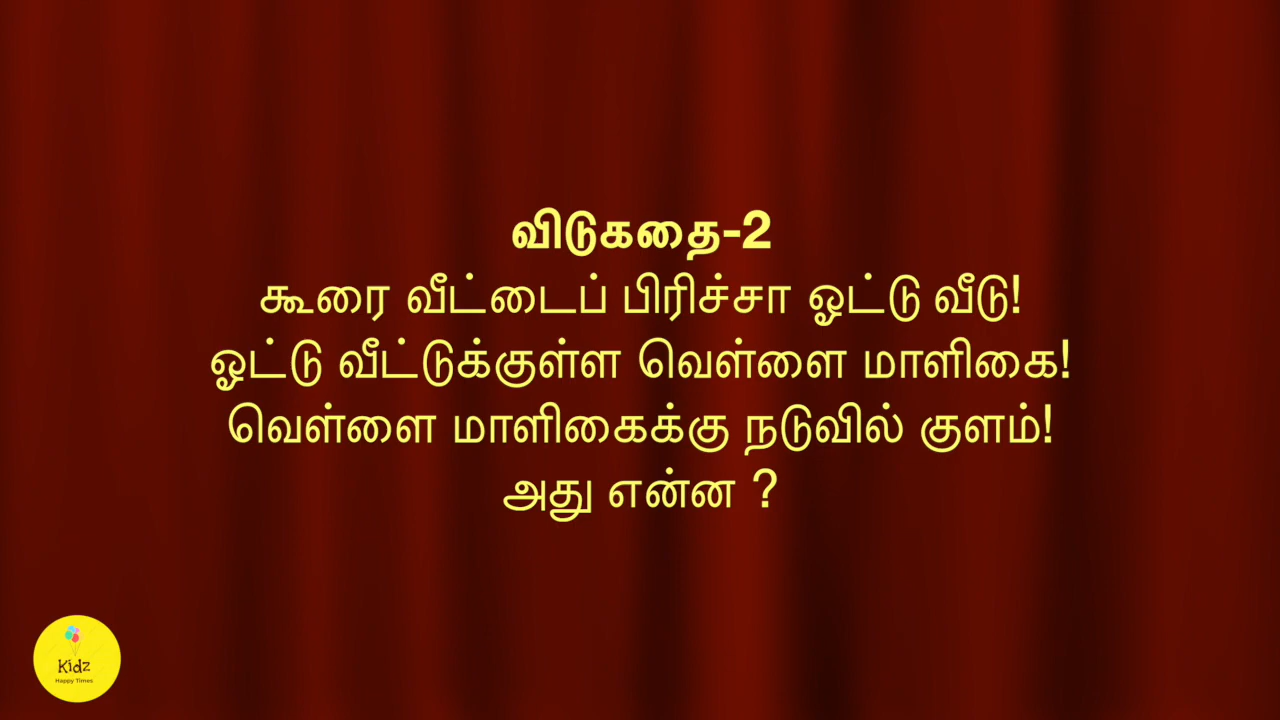 விடுகதை-2
கூரை வீட்டைப் பிரிச்சா ஓட்டு வீடு!
ஓட்டு வீட்டுக்குள்ள வெள்ளை மாளிகை!
வெள்ளை மாளிகைக்கு நடுவில் குளம்!
அது என்ன ?
Kidz
Happy Times